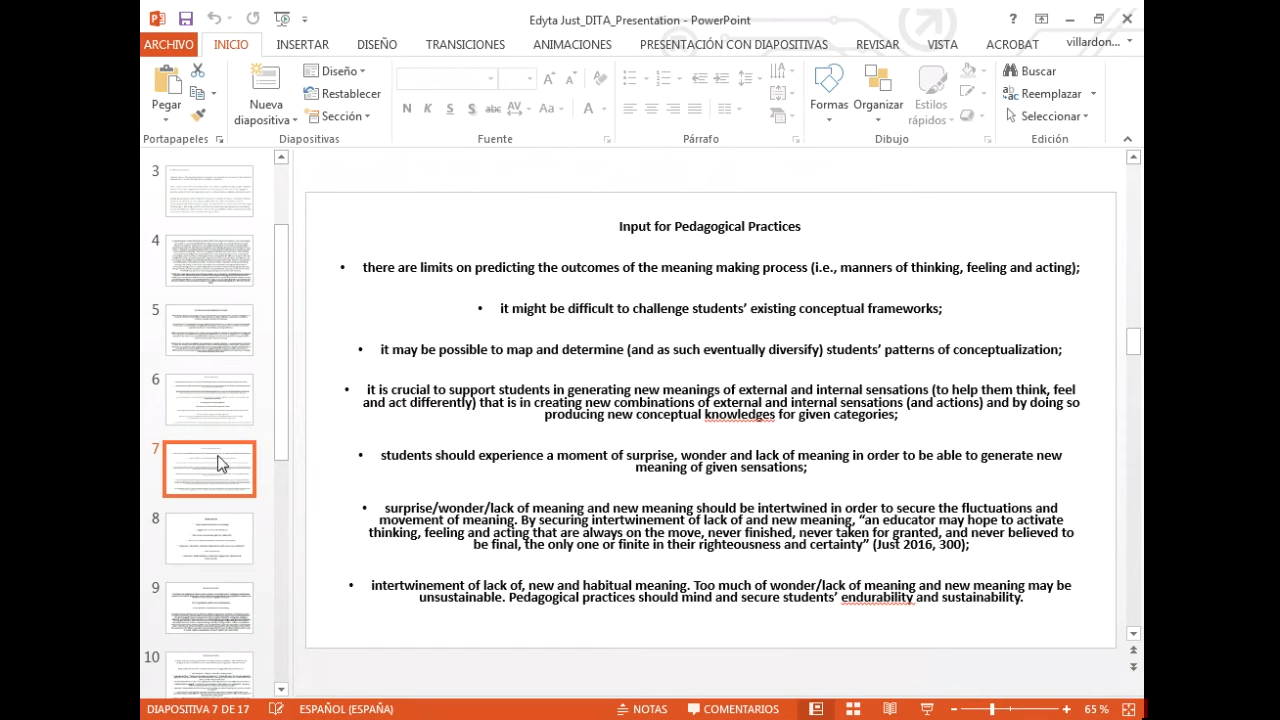 Edyta Just_DITA_Presentation - PowerPoint
?
ARCHIVO INICIO INSERTAR DISEÑO TRANSICIONES ANIMACIONES PRESENTACIÓN CON DIAPOSITIVAS REVISAR VISTA ACROBAT villardon...
Pegar
Nueva diapositiva
Diseño
Restablecer
Sección
N K S S abc AV Aa A
Formas Organizar Estilos rápidos
Buscar
Reemplazar
Seleccionar
Portapapeles Diapositivas Fuente Párrafo Dibujo Edición
3
4
5
6
7
8
9
10
Input for Pedagogical Practices
• there are limits in securing the outcomes of the meaning making process (i.e., manners of thinking, feeling and acting);
• it might be difficult to challenge students’ existing conceptual frameworks;
• it may be possible to map and determine (and as such eventually diversify) students’ patterns of conceptualization;
• it is crucial to assist students in generating new meanings of external and internal sensations to help them think, feel
and act differently that is in creating new combinations of external and internal sensations (and actions) and by doing so
producing new conceptual knowledges for given categories;
• students should experience a moment of surprise, wonder and lack of meaning in order to be able to generate new
meaning of given sensations;
• surprise/wonder/lack of meaning and new meaning should be intertwined in order to secure the fluctuations and
movement of meaning. By securing intertwinement of lack of and new meaning, “an educator may hope to activate
thinking, feeling and acting that are always on the move, never finished, never taken for granted, and never believed to
be the final, the only one or fixed in their righteousness and certainty” (Just 2016, 300);
• intertwinement of lack of, new and habitual meaning. Too much of wonder/lack of meaning and new meaning may be
unsustainable. Pedagogical practices should mind and secure students’ endurability and sustainability.
DIAPOSITIVA 7 DE 17 ESPAÑOL (ESPAÑA) NOTAS COMENTARIOS 65 %